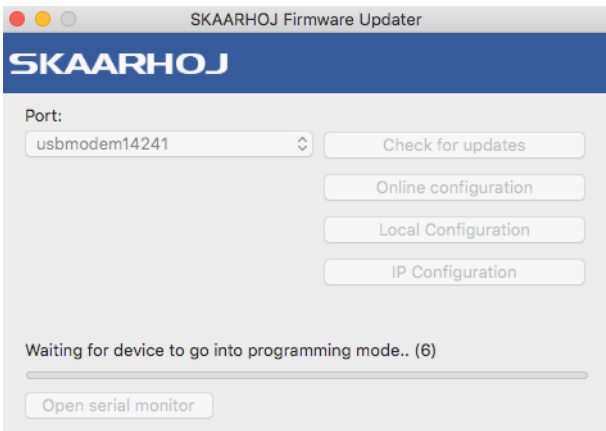 SKAARHOJ Firmware Updater
SKAARHOJ
Port:
usbmodem14241
Check for updates
Online configuration
Local Configuration
IP Configuration
Waiting for device to go into programming mode.. (6)
Open serial monitor